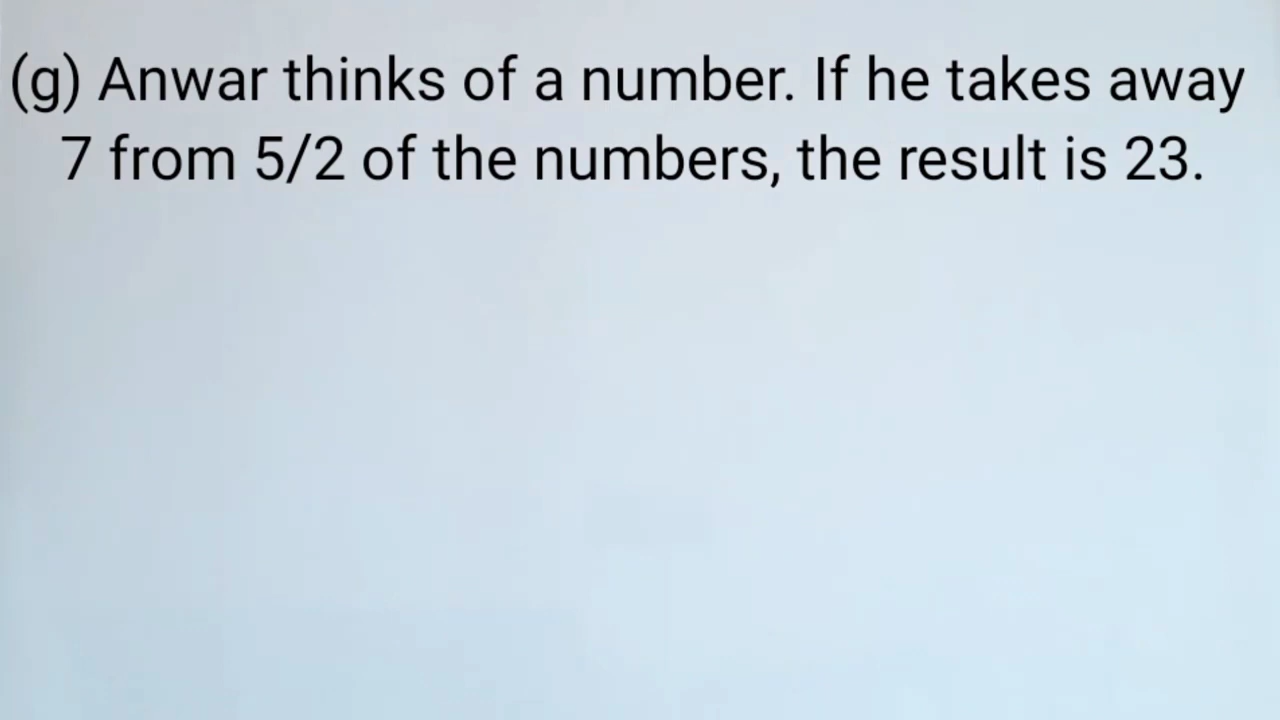 (g) Anwar thinks of a number. If he takes away
7 from 5/2 of the numbers, the result is 23.